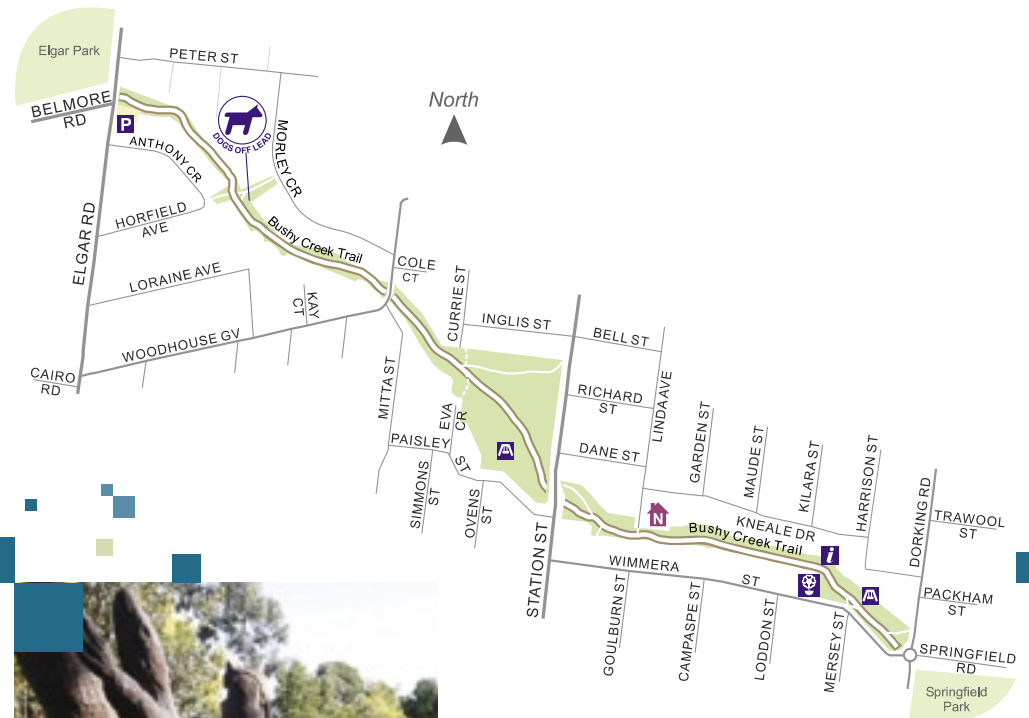 Elgar Park
PETER ST
BELMORE
RD
P
DOGS OFF LEAD
MORLEY CR
North
ANTHONY CR
HORFIELD
AVE
ELGAR RD
Bushy Creek Trail
LORAINE AVE
KAY
CT
COLE
CT
CURRIE ST
WOODHOUSE GV
CAIRO
RD
INGLIS ST
BELL ST
MITTA ST
RICHARD
ST
LINDA AVE
EVA
CR
PAISLEY
ST
DANE ST
GARDEN ST
MAUDE ST
KILARA ST
HARRISON ST
SIMMONS
ST
OVENS
ST
DORKING RD
TRAWOOL
ST
N
KNEALE DR
Bushy Creek Trail
i
STATION ST
WIMMERA
ST
PACKHAM
ST
GOULBURN ST
CAMPASPE ST
LODDON ST
MERSEY ST
SPRINGFIELD
RD
Springfield
Park